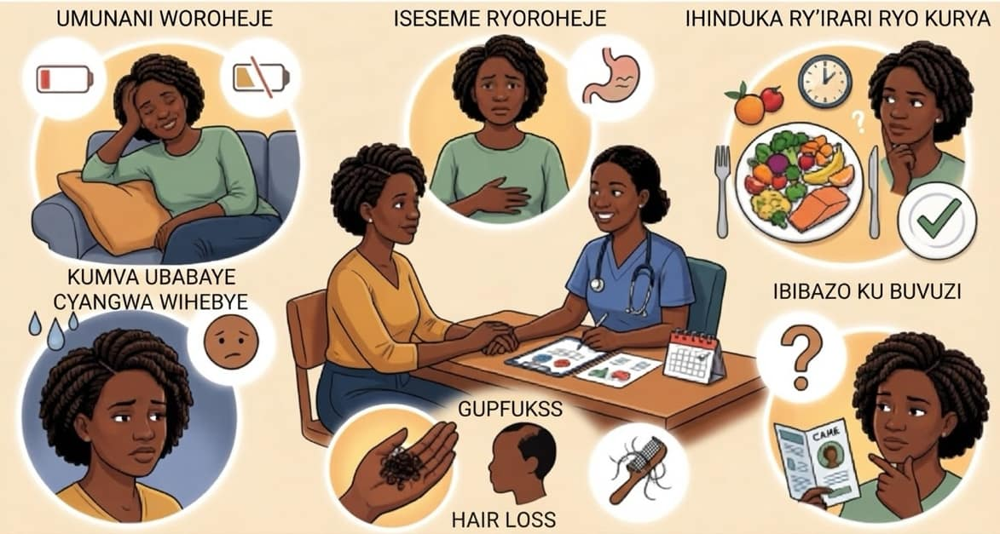 UMUNANI WOROHEJE
ISESEME RYOROHEJE
IHINDUKA RY'IRARI RYO KURYA
?
KUMVA UBABAYE
CYANGWA WIHEBYE
IBIBAZO KU BUVUZI
?
CAME
GUPFUKSS
HAIR LOSS